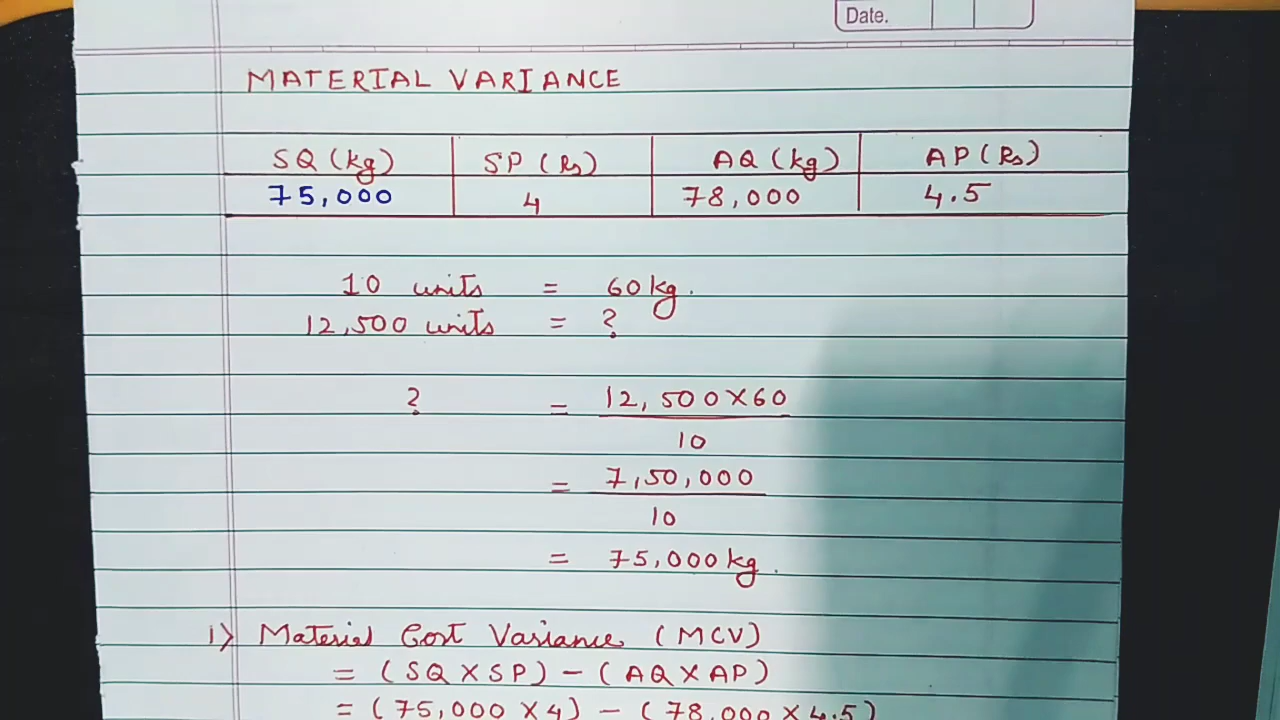 Date.
MATERIAL VARIANCE
SQ (kg) SP (Rs) AQ (kg) AP (Rs)
75,000 4 78,000 4.5
10 units = 60 kg.
12,500 units = ?
? = 12,500 X 60
10
= 7,50,000
10
= 75,000 kg.
1) Material Cost Variance (MCV)
= (SQ X SP) - (AQ X AP)
= (75,000 X 4) - (78,000 X 4.5)